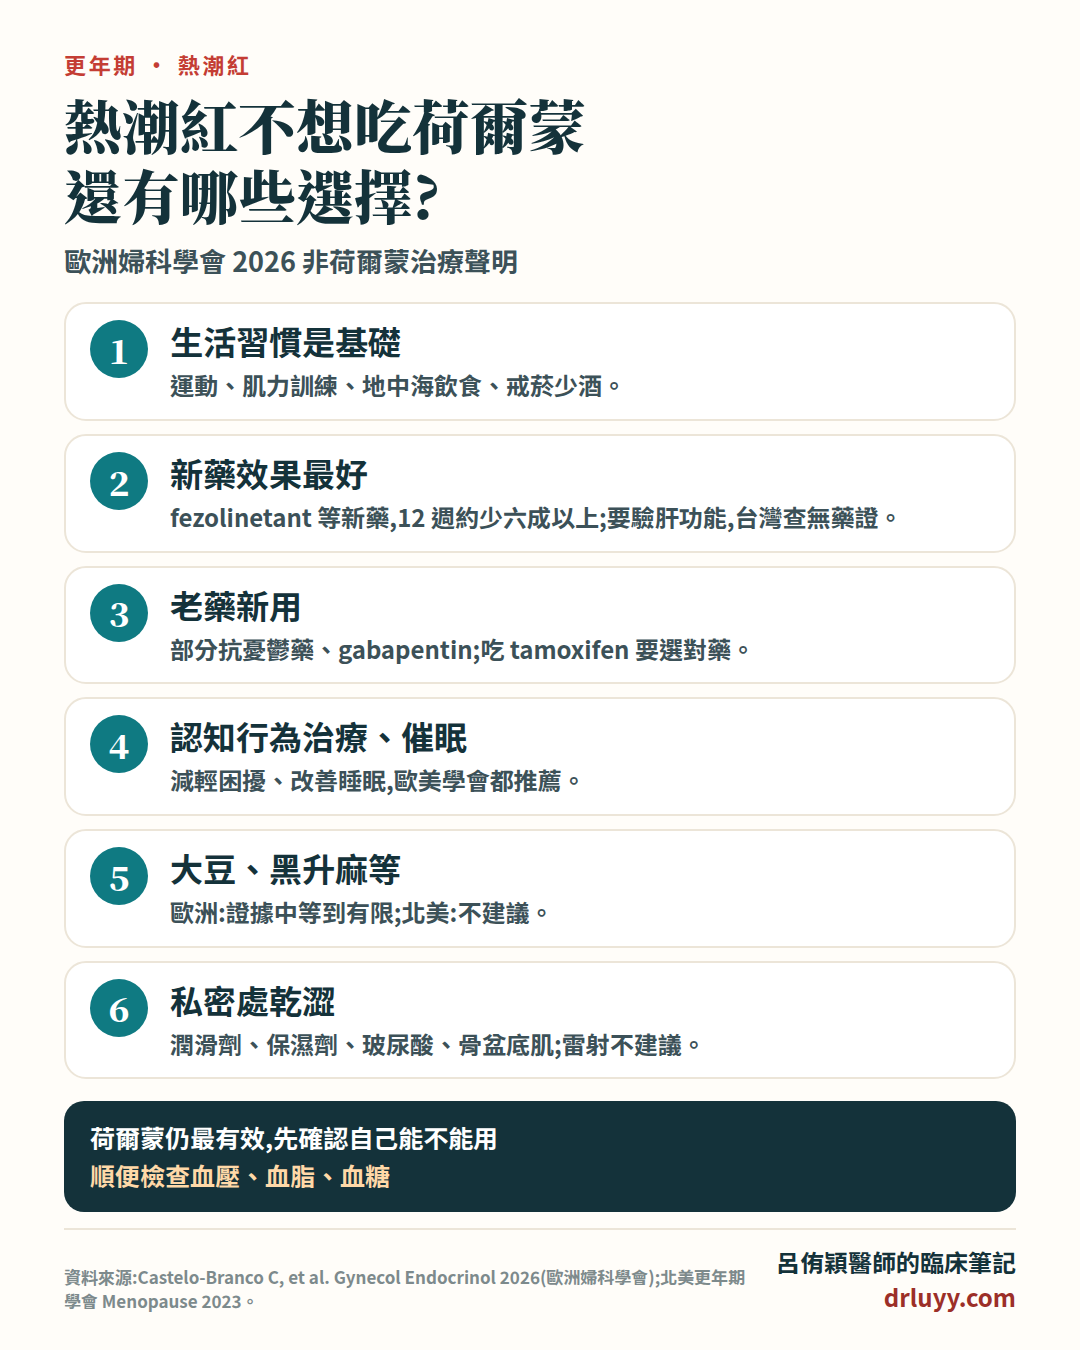 更年期 · 熱潮紅
熱潮紅不想吃荷爾蒙
還有哪些選擇?
歐洲婦科學會 2026 非荷爾蒙治療聲明
1
生活習慣是基礎
運動、肌力訓練、地中海飲食、戒菸少酒。
2
新藥效果最好
fezolinetant 等新藥,12 週約少六成以上;要驗肝功能,台灣查無藥證。
3
老藥新用
部分抗憂鬱藥、gabapentin;吃 tamoxifen 要選對藥。
4
認知行為治療、催眠
減輕困擾、改善睡眠,歐美學會都推薦。
5
大豆、黑升麻等
歐洲:證據中等到有限;北美:不建議。
6
私密處乾澀
潤滑劑、保濕劑、玻尿酸、骨盆底肌;雷射不建議。
荷爾蒙仍最有效,先確認自己能不能用
順便檢查血壓、血脂、血糖
資料來源:Castelo-Branco C, et al. Gynecol Endocrinol 2026(歐洲婦科學會);北美更年期
學會 Menopause 2023。
呂侑穎醫師的臨床筆記
drluyy.com